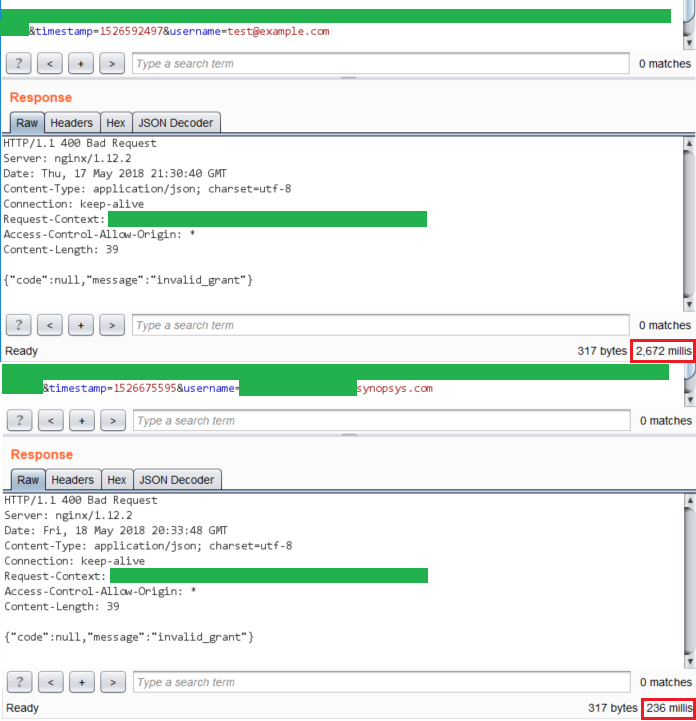 &timestamp=1526592497&username=test@example.com
? < + > Type a search term 0 matches
Response
Raw Headers Hex JSON Decoder
HTTP/1.1 400 Bad Request
Server: nginx/1.12.2
Date: Thu, 17 May 2018 21:30:40 GMT
Content-Type: application/json; charset=utf-8
Connection: keep-alive
Request-Context:
Access-Control-Allow-Origin: *
Content-Length: 39
{"code":null,"message":"invalid_grant"}
? < + > Type a search term 0 matches
Ready 317 bytes 2,672 millis
&timestamp=1526675595&username= synopsys.com
? < + > Type a search term 0 matches
Response
Raw Headers Hex JSON Decoder
HTTP/1.1 400 Bad Request
Server: nginx/1.12.2
Date: Fri, 18 May 2018 20:33:48 GMT
Content-Type: application/json; charset=utf-8
Connection: keep-alive
Request-Context:
Access-Control-Allow-Origin: *
Content-Length: 39
{"code":null,"message":"invalid_grant"}
? < + > Type a search term 0 matches
Ready 317 bytes 236 millis